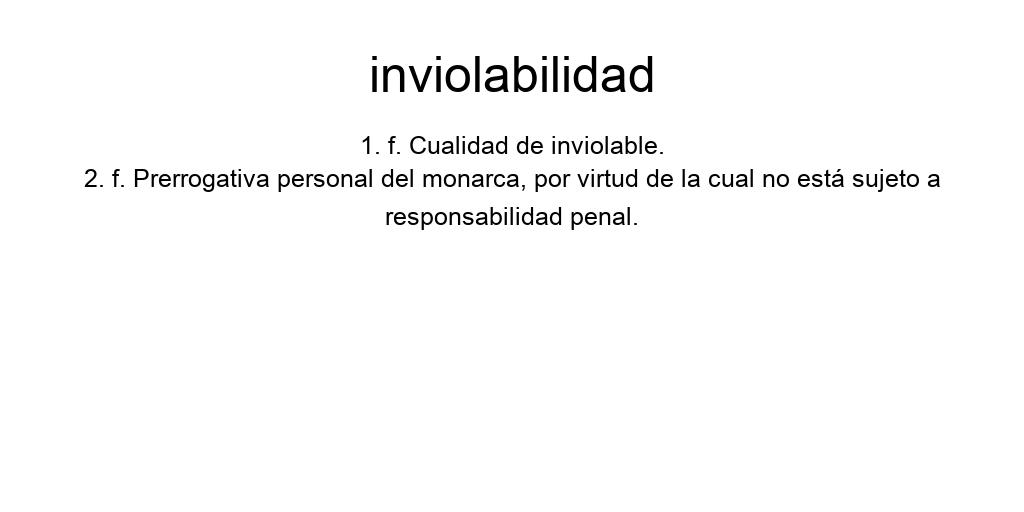 inviolabilidad
1. f. Cualidad de inviolable.
2. f. Prerrogativa personal del monarca, por virtud de la cual no está sujeto a
responsabilidad penal.